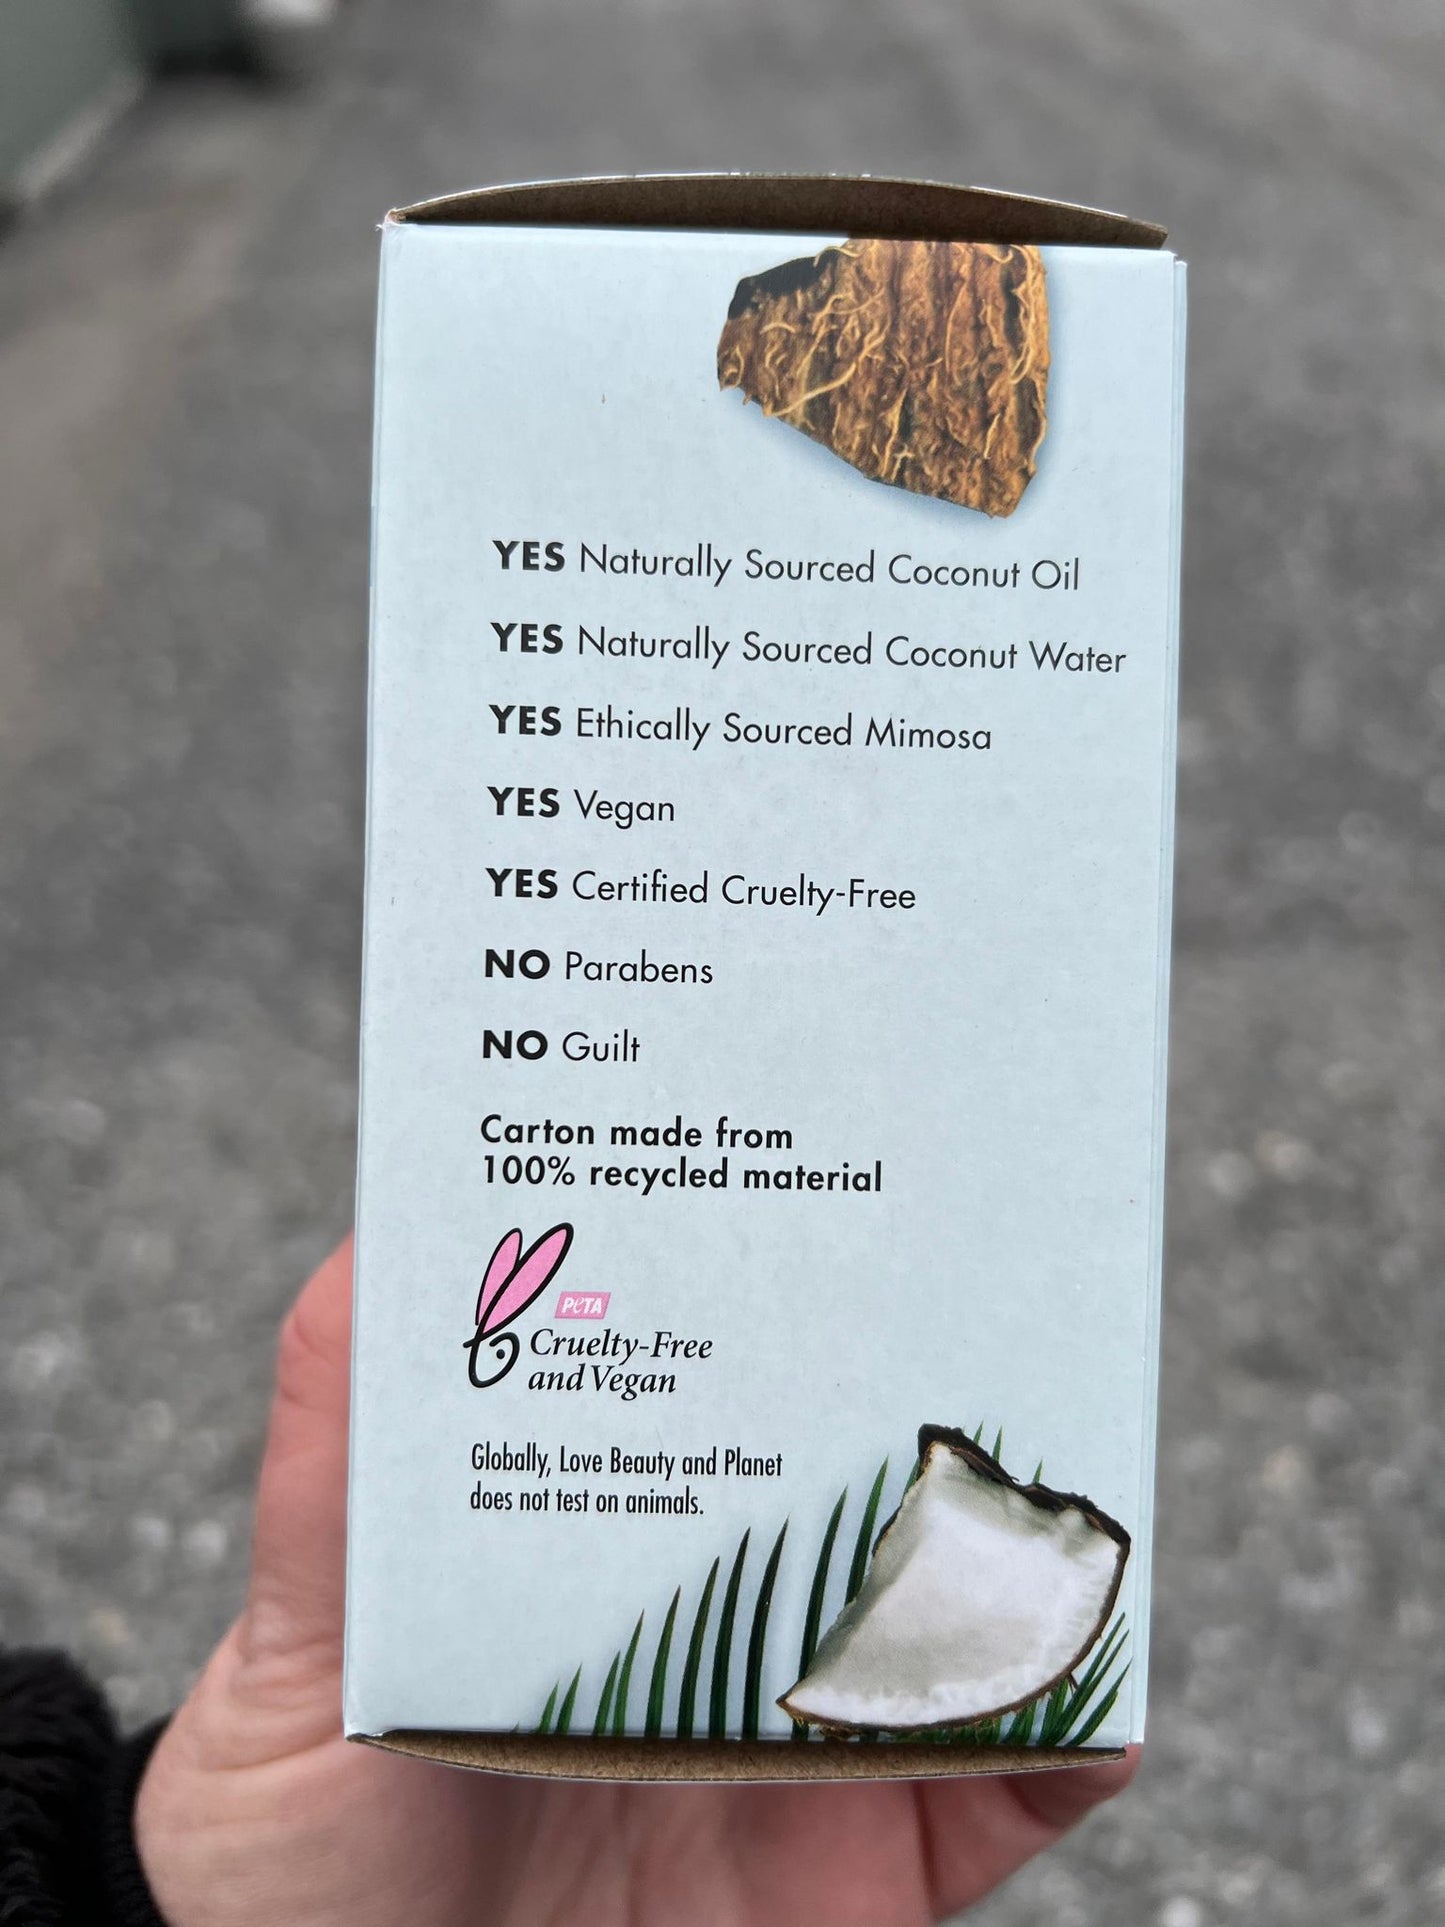 YES Naturally Sourced Coconut Oil
YES Naturally Sourced Coconut Water
YES Ethically Sourced Mimosa
YES Vegan
YES Certified Cruelty-Free
NO Parabens
NO Guilt
Carton made from
100% recycled material
PeTA
Cruelty-Free
and Vegan
Globally, Love Beauty and Planet
does not test on animals.